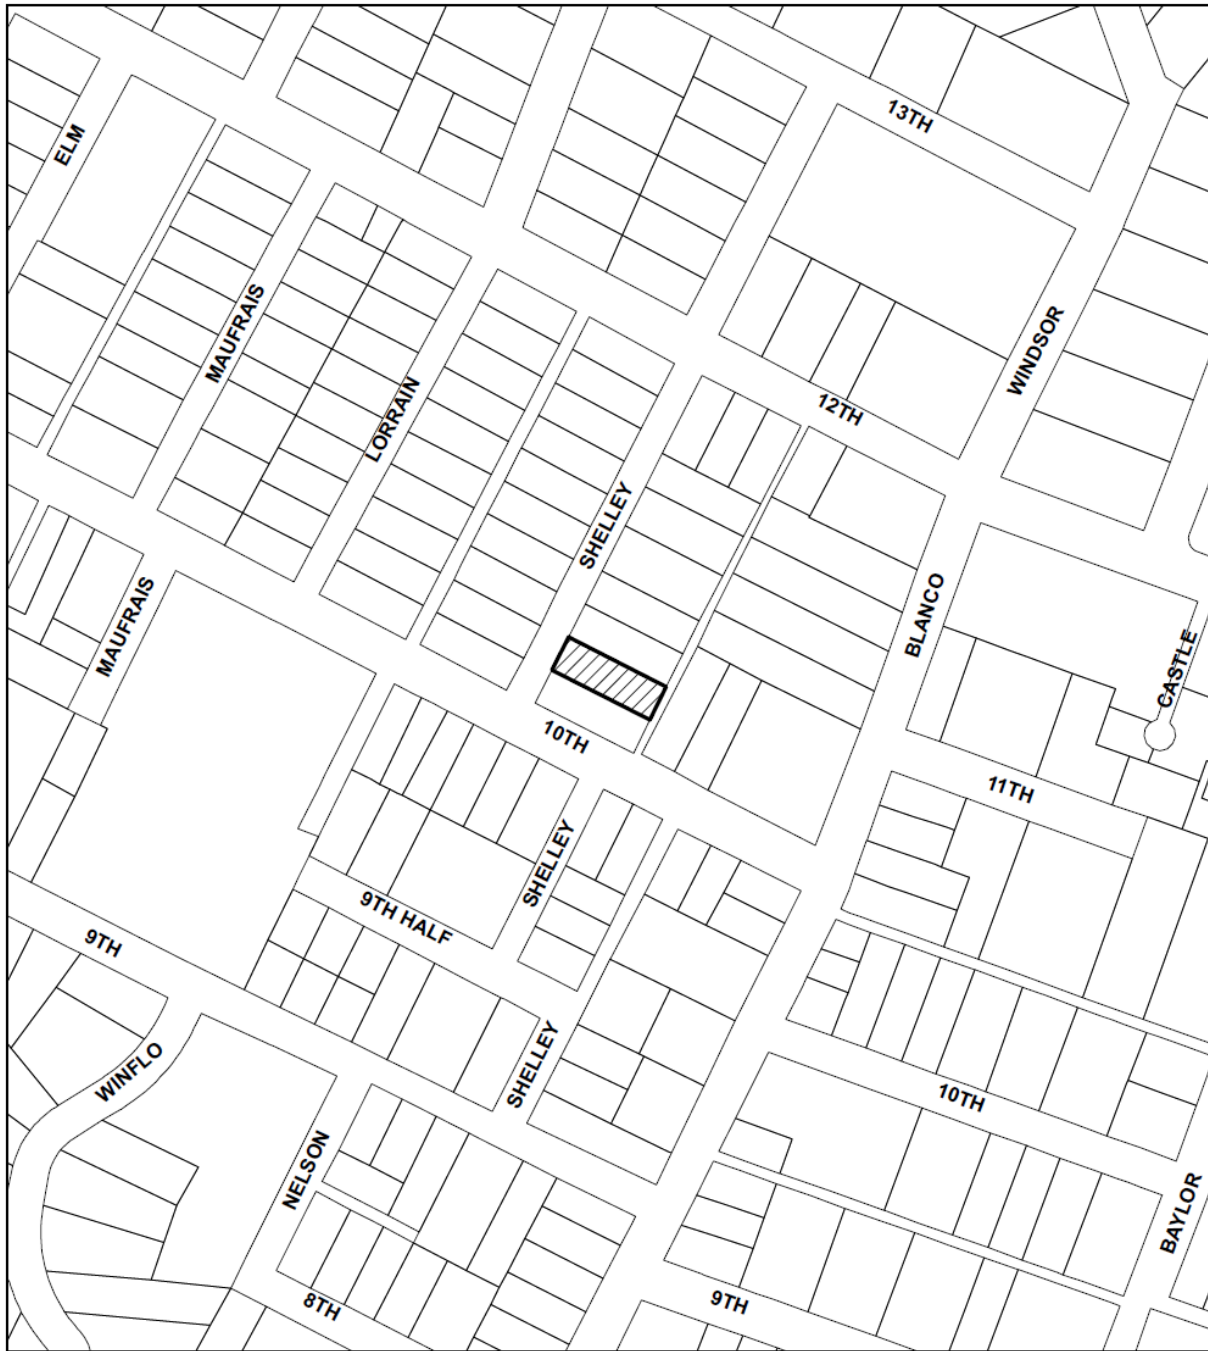 13TH
ELM
MAUFRAIS
WINDSOR
LORRAIN
12TH
SHELLEY
MAUFRAIS
BLANCO
CASTLE
10TH
11TH
SHELLEY
9TH HALF
9TH
SHELLEY
WINFLO
10TH
NELSON
BAYLOR
8TH
9TH